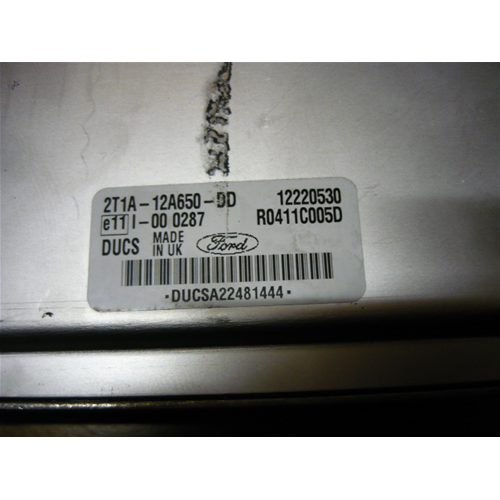 2T1A-12A650-DD 12220530
e11 I-00 0287 R0411C005D
DUCS MADE IN UK Ford
·DUCSA22481444·